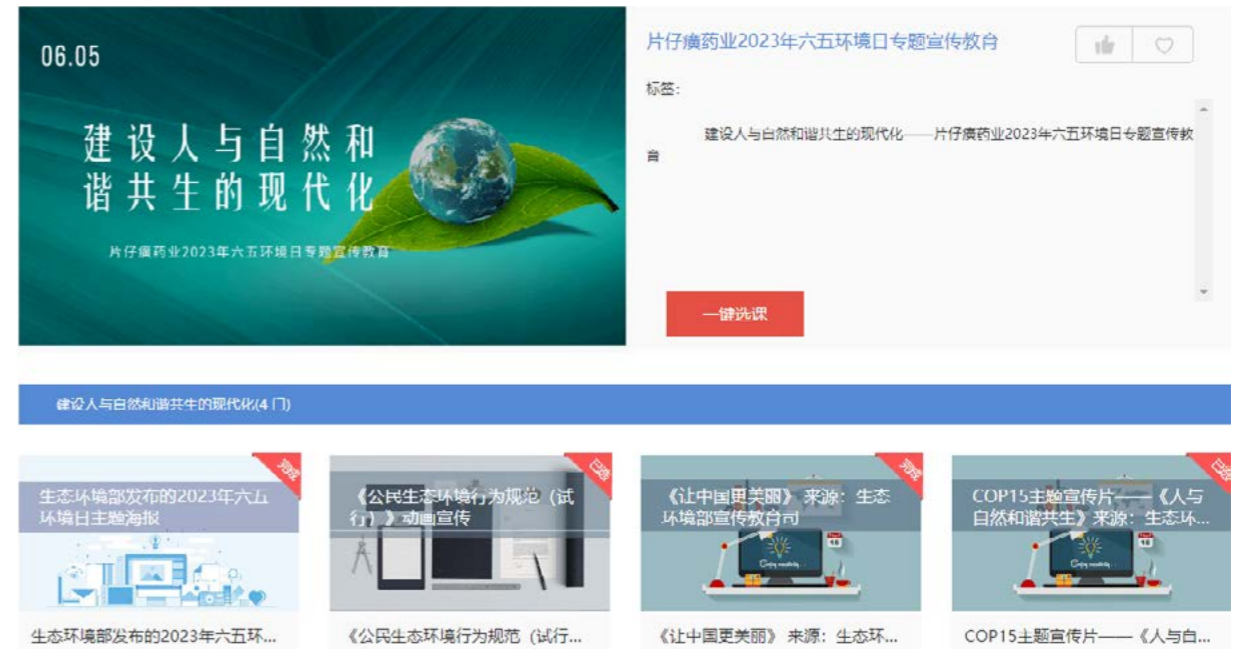 06.05
建设人与自然和
谐共生的现代化
片仔癀药业2023年六五环境日专题宣传教育
片仔癀药业2023年六五环境日专题宣传教育
标签:
建设人与自然和谐共生的现代化——片仔癀药业2023年六五环境日专题宣传教
育
一键选课
建设人与自然和谐共生的现代化(4 门)
完成
生态环境部发布的2023年六五
环境日主题海报
已选
《公民生态环境行为规范（试
行）》动画宣传
完成
《让中国更美丽》 来源：生态
环境部宣传教育司
已选
COP15主题宣传片——《人与
自然和谐共生》来源：生态环...
生态环境部发布的2023年六五环...
《公民生态环境行为规范（试行...
《让中国更美丽》 来源：生态环...
COP15主题宣传片——《人与自...